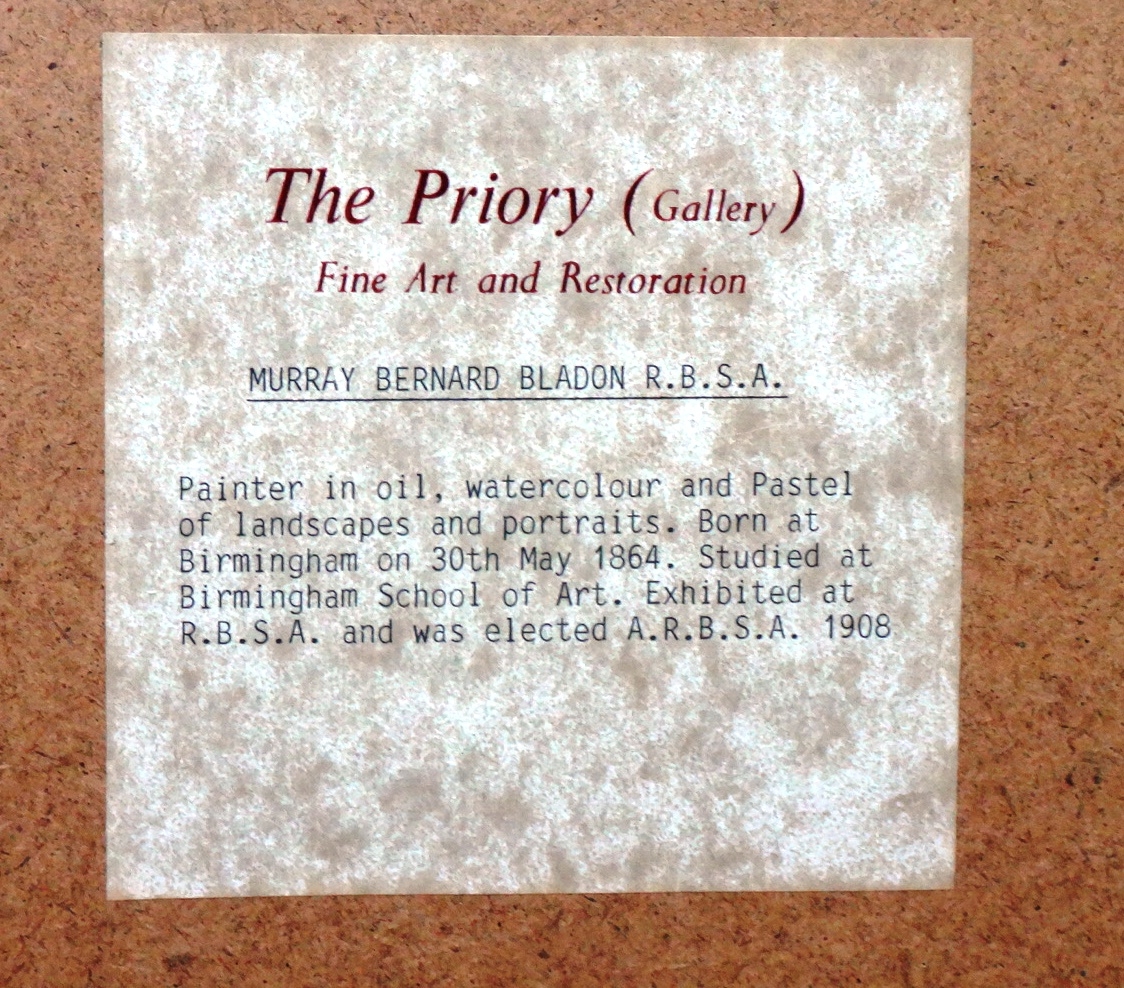 The Priory (Gallery)
Fine Art and Restoration
MURRAY BERNARD BLADON R.B.S.A.
Painter in oil, watercolour and Pastel
of landscapes and portraits. Born at
Birmingham on 30th May 1864. Studied at
Birmingham School of Art. Exhibited at
R.B.S.A. and was elected A.R.B.S.A. 1908